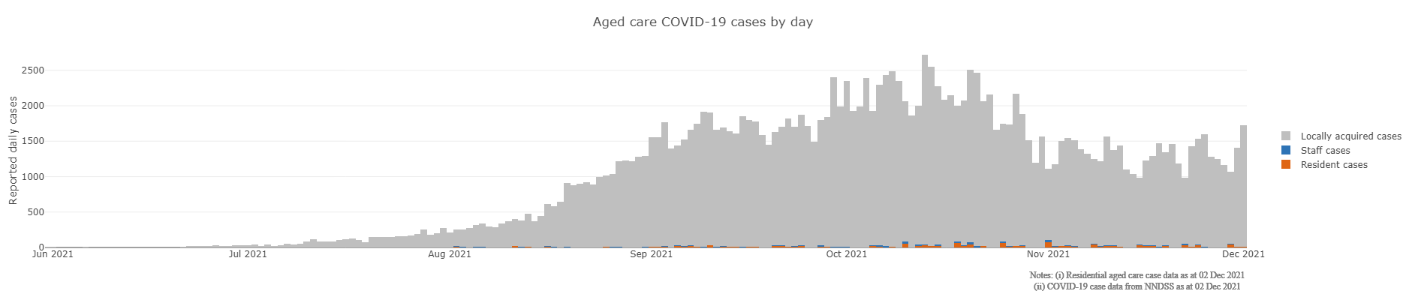 Aged care COVID-19 cases by day
Reported daily cases
2500
2000
1500
1000
500
0
Jun 2021 Jul 2021 Aug 2021 Sep 2021 Oct 2021 Nov 2021 Dec 2021
Locally acquired cases
Staff cases
Resident cases
Notes: (i) Residential aged care case data as at 02 Dec 2021
(ii) COVID-19 case data from NNDSS as at 02 Dec 2021